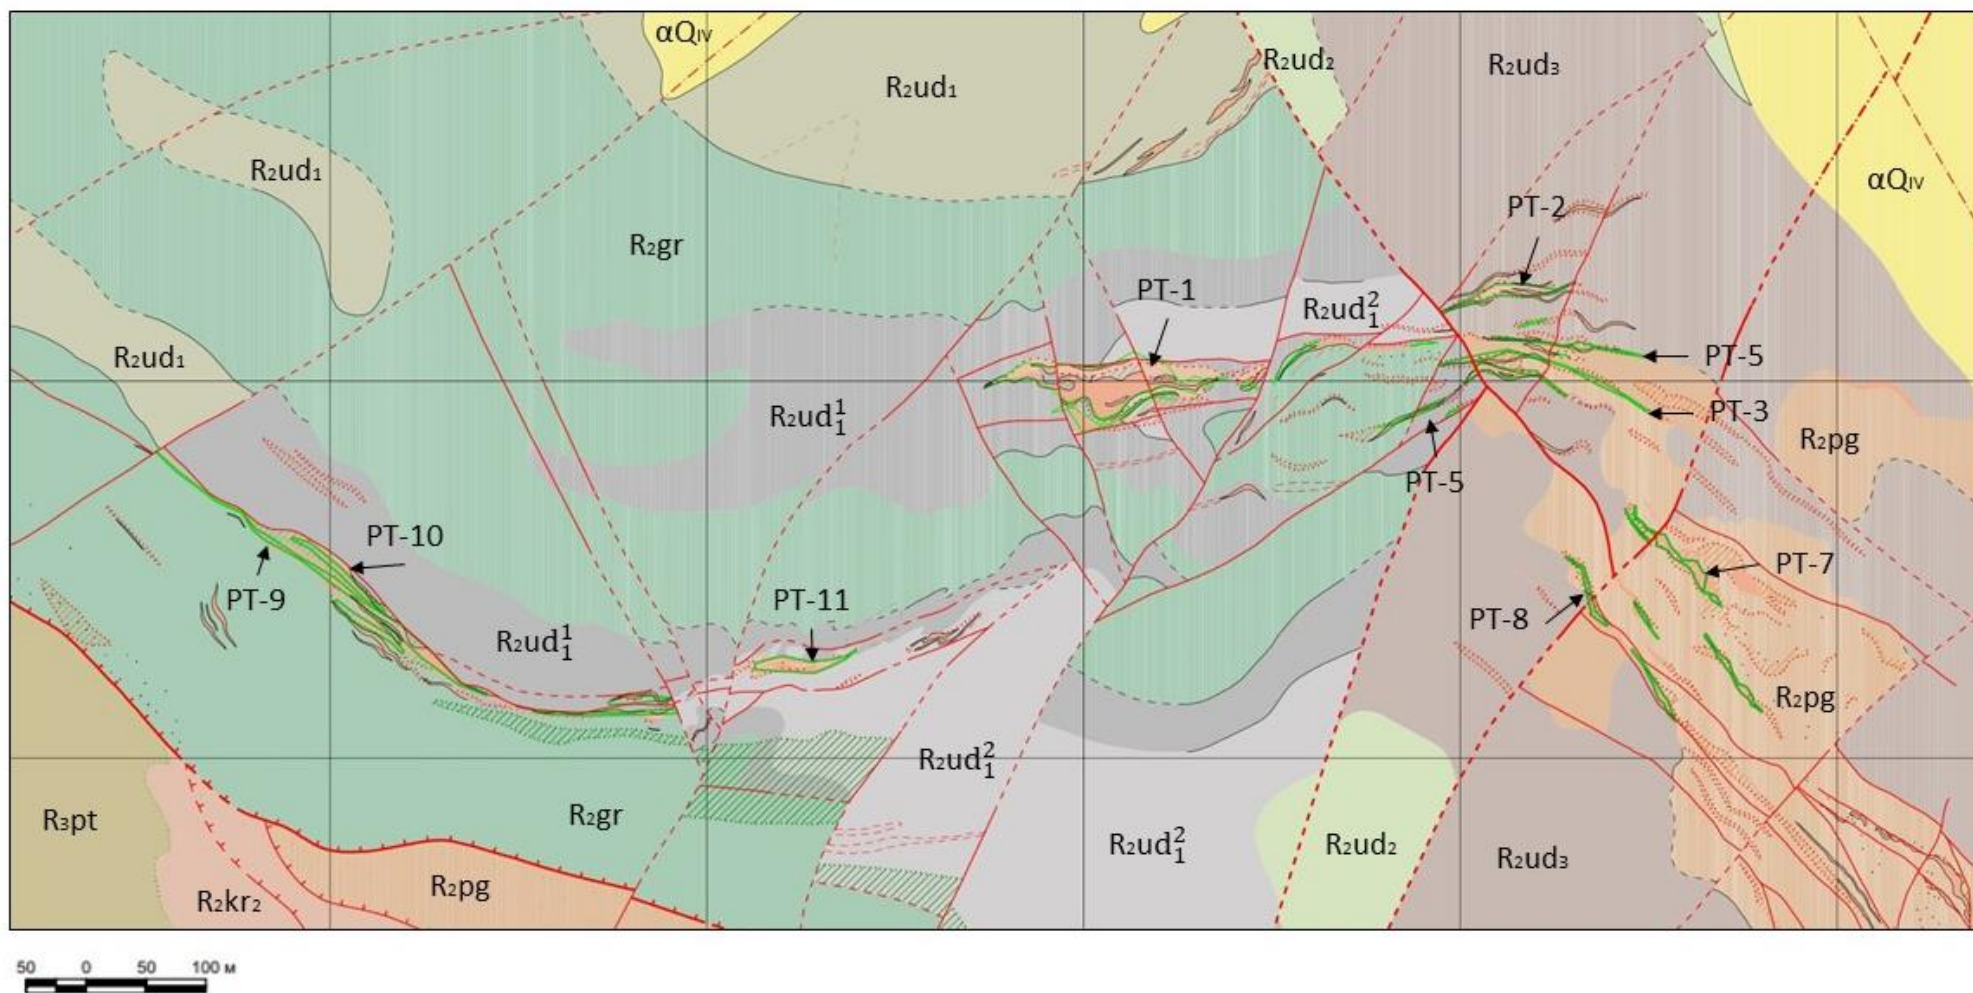 αQIV
R2ud1
R2ud2
R2ud3
R2ud1
αQIV
PT-2
R2gr
PT-1
R2ud₁²
R2ud1
PT-5
R2ud₁¹
PT-3
R2pg
PT-5
PT-10
PT-7
PT-9
PT-11
PT-8
R2ud₁¹
R2pg
R2ud₁²
R3pt
R2gr
R2ud₁²
R2ud2
R2ud3
R2pg
R2kr2
50 0 50 100 м